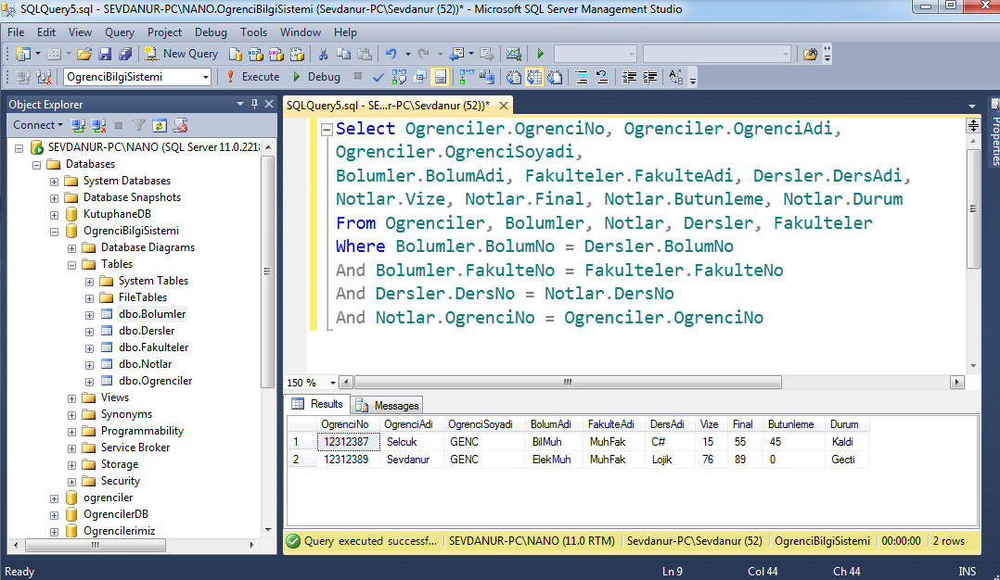 SQLQuery5.sql - SEVDANUR-PC\NANO.OgrenciBilgiSistemi (Sevdanur-PC\Sevdanur (52))* - Microsoft SQL Server Management Studio
File Edit View Query Project Debug Tools Window Help
New Query
OgrenciBilgiSistemi Execute Debug
Object Explorer
Connect
SEVDANUR-PC\NANO (SQL Server 11.0.2218
Databases
System Databases
Database Snapshots
KutuphaneDB
OgrenciBilgiSistemi
Database Diagrams
Tables
System Tables
FileTables
dbo.Bolumler
dbo.Dersler
dbo.Fakulteler
dbo.Notlar
dbo.Ogrenciler
Views
Synonyms
Programmability
Service Broker
Storage
Security
ogrenciler
OgrencilerDB
Ogrencilerimiz
SQLQuery5.sql - SE...r-PC\Sevdanur (52))*
Select Ogrenciler.OgrenciNo, Ogrenciler.OgrenciAdi,
Ogrenciler.OgrenciSoyadi,
Bolumler.BolumAdi, Fakulteler.FakulteAdi, Dersler.DersAdi,
Notlar.Vize, Notlar.Final, Notlar.Butunleme, Notlar.Durum
From Ogrenciler, Bolumler, Notlar, Dersler, Fakulteler
Where Bolumler.BolumNo = Dersler.BolumNo
And Bolumler.FakulteNo = Fakulteler.FakulteNo
And Dersler.DersNo = Notlar.DersNo
And Notlar.OgrenciNo = Ogrenciler.OgrenciNo
150 %
Results Messages
OgrenciNo OgrenciAdi OgrenciSoyadi BolumAdi FakulteAdi DersAdi Vize Final Butunleme Durum
1 12312387 Selcuk GENC BilMuh MuhFak C# 15 55 45 Kaldi
2 12312389 Sevdanur GENC ElekMuh MuhFak Lojik 76 89 0 Gecti
Query executed successf... SEVDANUR-PC\NANO (11.0 RTM) Sevdanur-PC\Sevdanur (52) OgrenciBilgiSistemi 00:00:00 2 rows
Properties
Ready Ln 9 Col 44 Ch 44 INS